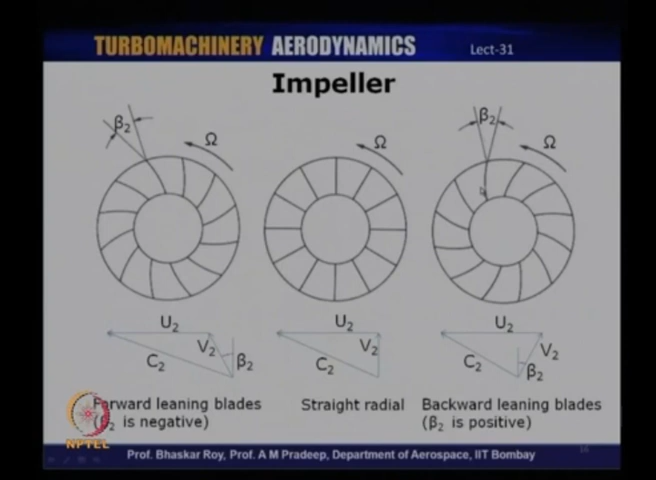 TURBOMACHINERY AERODYNAMICS Lect-31
Impeller
β₂ Ω Ω β₂ Ω
U₂ U₂ U₂
C₂ V₂ β₂ C₂ V₂ C₂ V₂ β₂
Forward leaning blades Straight radial Backward leaning blades
(β₂ is negative) (β₂ is positive)
NPTEL
Prof. Bhaskar Roy, Prof. A M Pradeep, Department of Aerospace, IIT Bombay
16